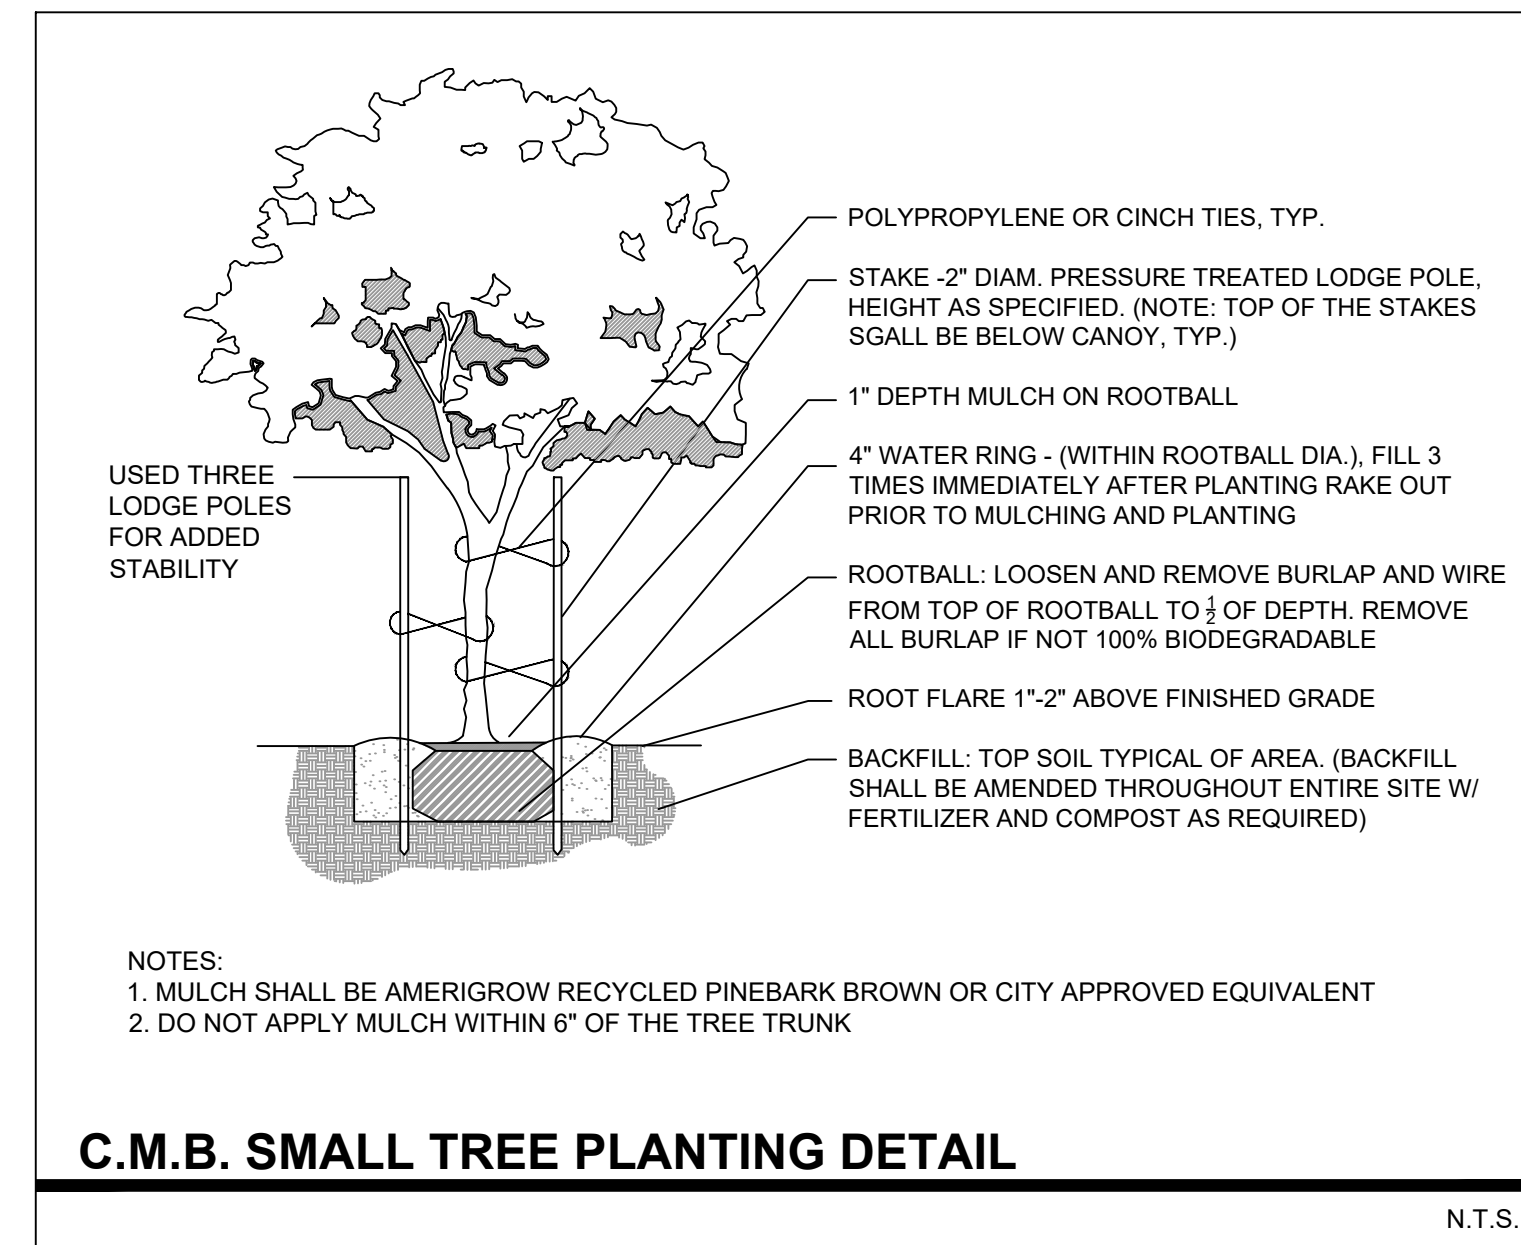 POLYPROPYLENE OR CINCH TIES, TYP.
STAKE -2" DIAM. PRESSURE TREATED LODGE POLE,
HEIGHT AS SPECIFIED. (NOTE: TOP OF THE STAKES
SGALL BE BELOW CANOY, TYP.)
1" DEPTH MULCH ON ROOTBALL
4" WATER RING - (WITHIN ROOTBALL DIA.), FILL 3
TIMES IMMEDIATELY AFTER PLANTING RAKE OUT
PRIOR TO MULCHING AND PLANTING
USED THREE
LODGE POLES
FOR ADDED
STABILITY
ROOTBALL: LOOSEN AND REMOVE BURLAP AND WIRE
FROM TOP OF ROOTBALL TO 1/2 OF DEPTH. REMOVE
ALL BURLAP IF NOT 100% BIODEGRADABLE
ROOT FLARE 1"-2" ABOVE FINISHED GRADE
BACKFILL: TOP SOIL TYPICAL OF AREA. (BACKFILL
SHALL BE AMENDED THROUGHOUT ENTIRE SITE W/
FERTILIZER AND COMPOST AS REQUIRED)
NOTES:
1. MULCH SHALL BE AMERIGROW RECYCLED PINEBARK BROWN OR CITY APPROVED EQUIVALENT
2. DO NOT APPLY MULCH WITHIN 6" OF THE TREE TRUNK
C.M.B. SMALL TREE PLANTING DETAIL
N.T.S.